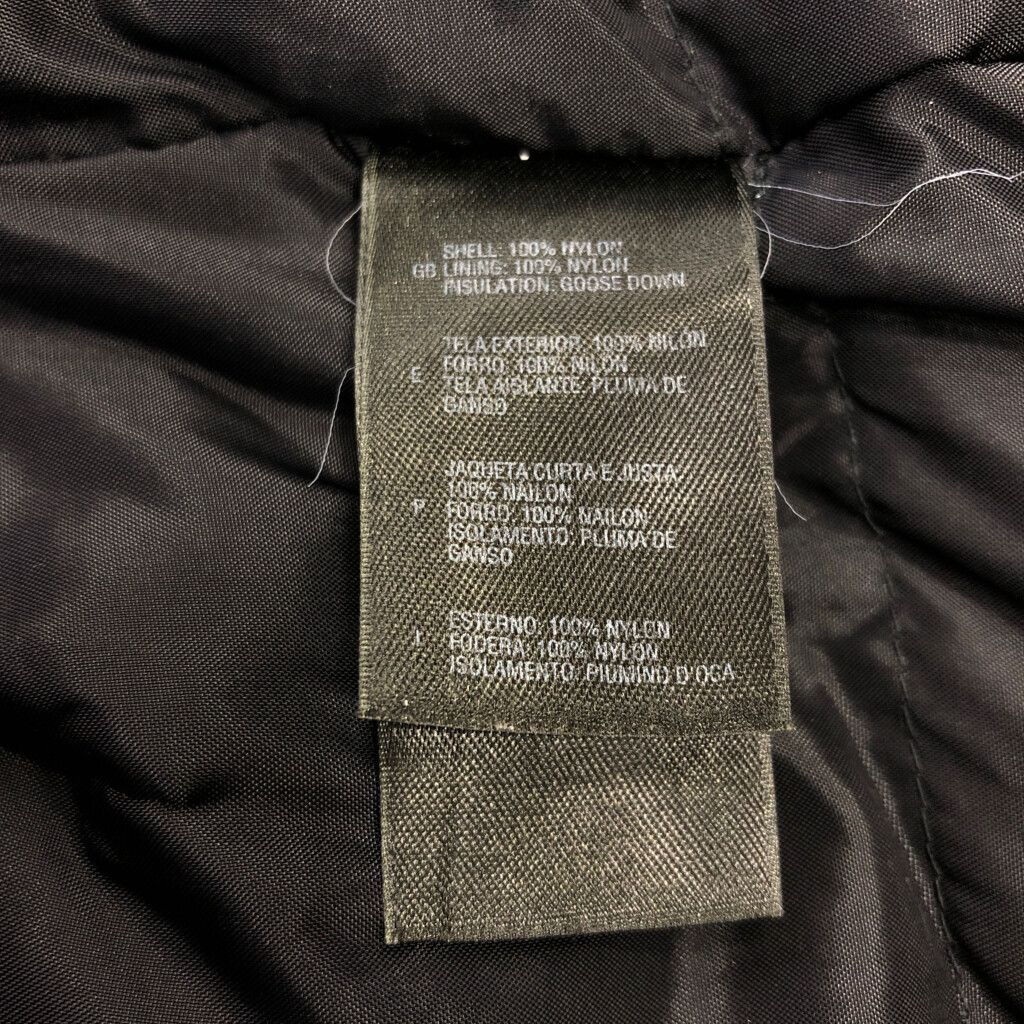 SHELL: 100% NYLON
GB LINING: 100% NYLON
INSULATION: GOOSE DOWN
TELA EXTERIOR: 100% NILÓN
E FORRO: 100% NILON
TELA AISLANTE: PLUMA DE
GANSO
JAQUETA CURTA E JUSTA
100% NAILON
P FORRO: 100% NAILON
ISOLAMENTO: PLUMA DE
GANSO
ESTERNO: 100% NYLON
I FODERA: 100% NYLON
ISOLAMENTO: PIUMINO D'OCA